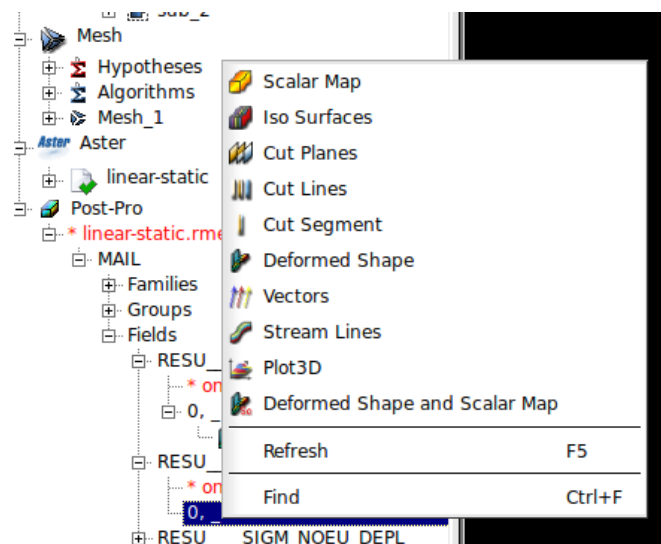 sub_2
Mesh
Hypotheses
Algorithms
Mesh_1
Aster Aster
linear-static
Post-Pro
* linear-static.rme
MAIL
Families
Groups
Fields
RESU_
* on
0, _
RESU_
* on
0, _
RESU SIGM_NOEU_DEPL
Scalar Map
Iso Surfaces
Cut Planes
Cut Lines
Cut Segment
Deformed Shape
Vectors
Stream Lines
Plot3D
Deformed Shape and Scalar Map
Refresh F5
Find Ctrl+F